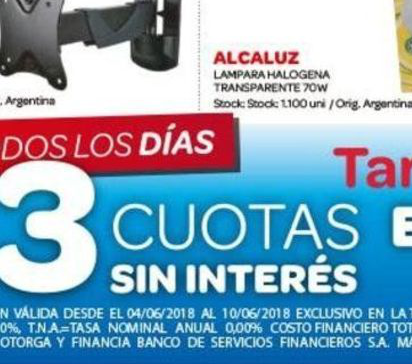 ALCALUZ
LAMPARA HALOGENA
TRANSPARENTE 70W
Stock: Stock: 1.100 uni / Orig. Argentina
. Argentina
DOS LOS DÍAS
Tar
3 CUOTAS E
SIN INTERÉS
N VÁLIDA DESDE EL 04/06/2018 AL 10/06/2018 EXCLUSIVO EN LA T
0%, T.N.A.=TASA NOMINAL ANUAL 0,00% COSTO FINANCIERO TOT
OTORGA Y FINANCIA BANCO DE SERVICIOS FINANCIEROS S.A. MA